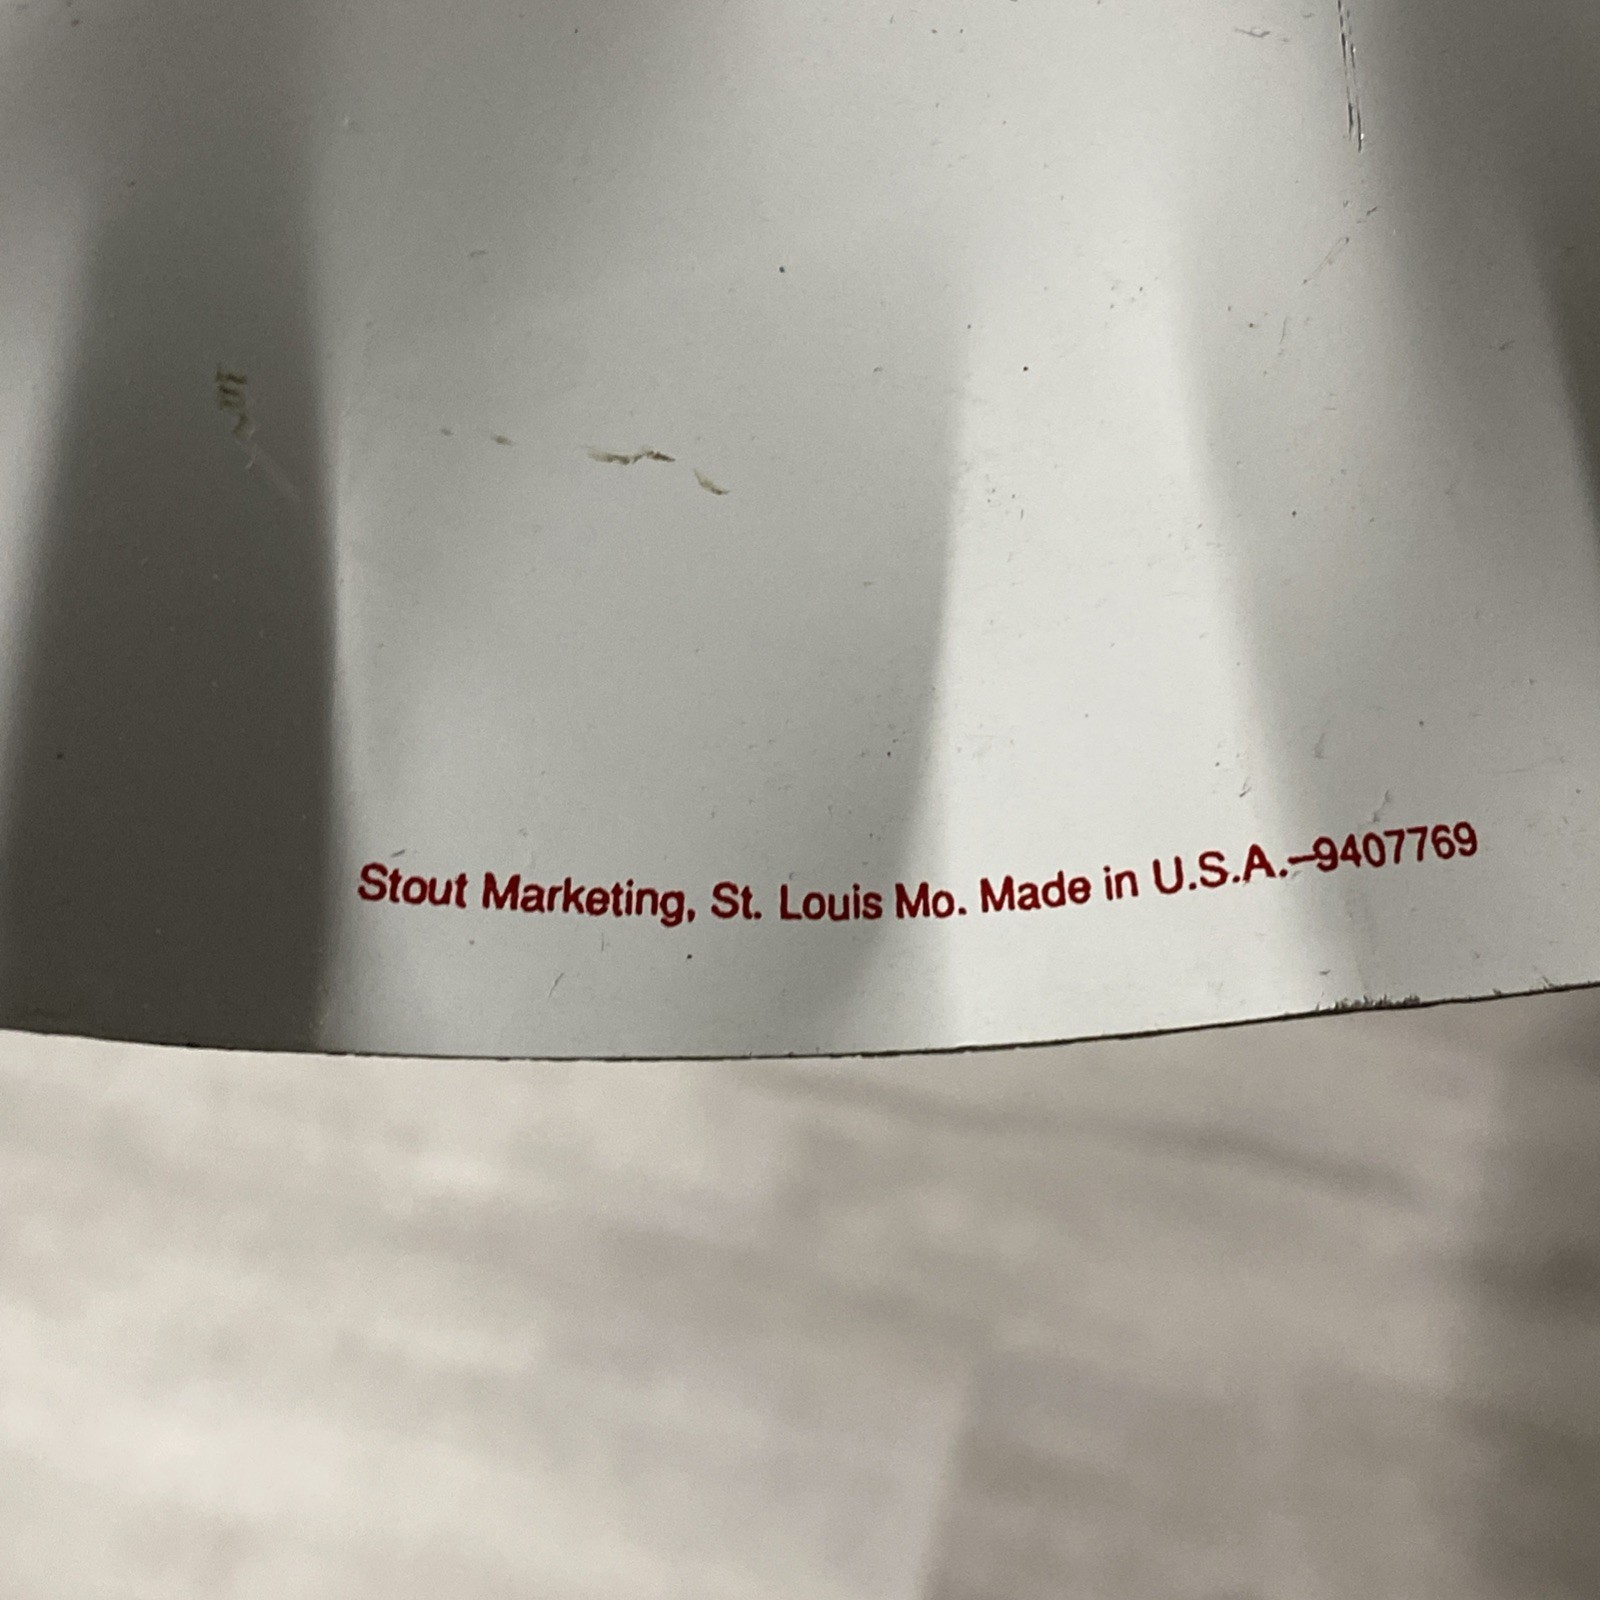 Stout Marketing, St. Louis Mo. Made in U.S.A.–9407769